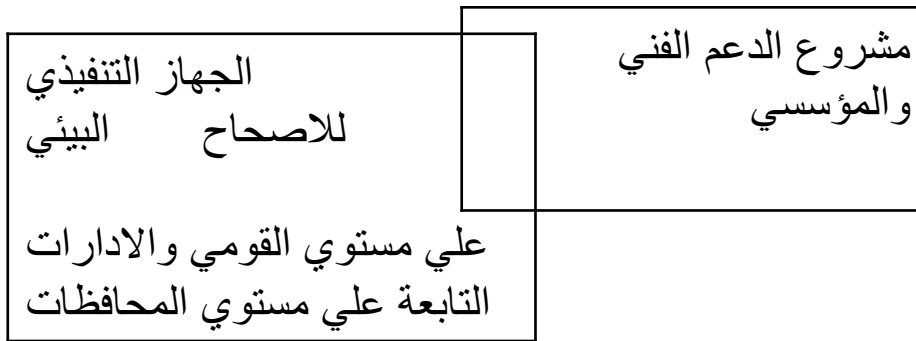 مشروع الدعم الفني
والمؤسسي
الجهاز التنفيذي
للاصحاح البيئي
علي مستوي القومي والادارات
التابعة علي مستوي المحافظات